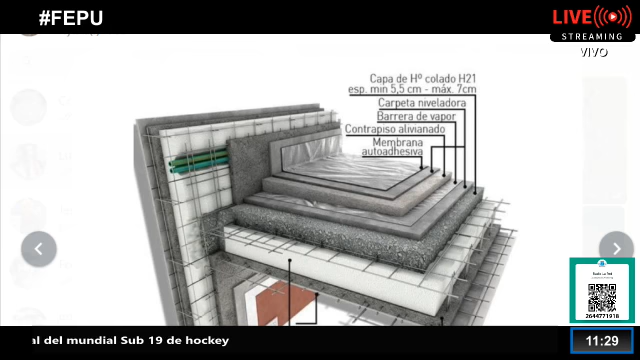 #FEPU
LIVE
STREAMING
VIVO
Capa de Hº colado H21
esp. min 5,5 cm - máx. 7cm
Carpeta niveladora
Barrera de vapor
Contrapiso alivianado
Membrana
autoadhesiva
2644771918
al del mundial Sub 19 de hockey
11:29